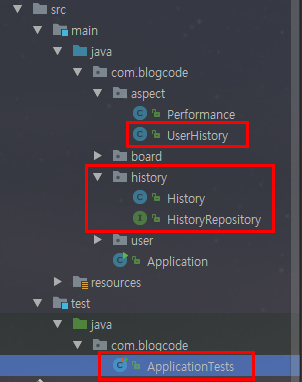 src
main
java
com.blogcode
aspect
Performance
UserHistory
board
history
History
HistoryRepository
user
Application
resources
test
java
com.blogcode
ApplicationTests